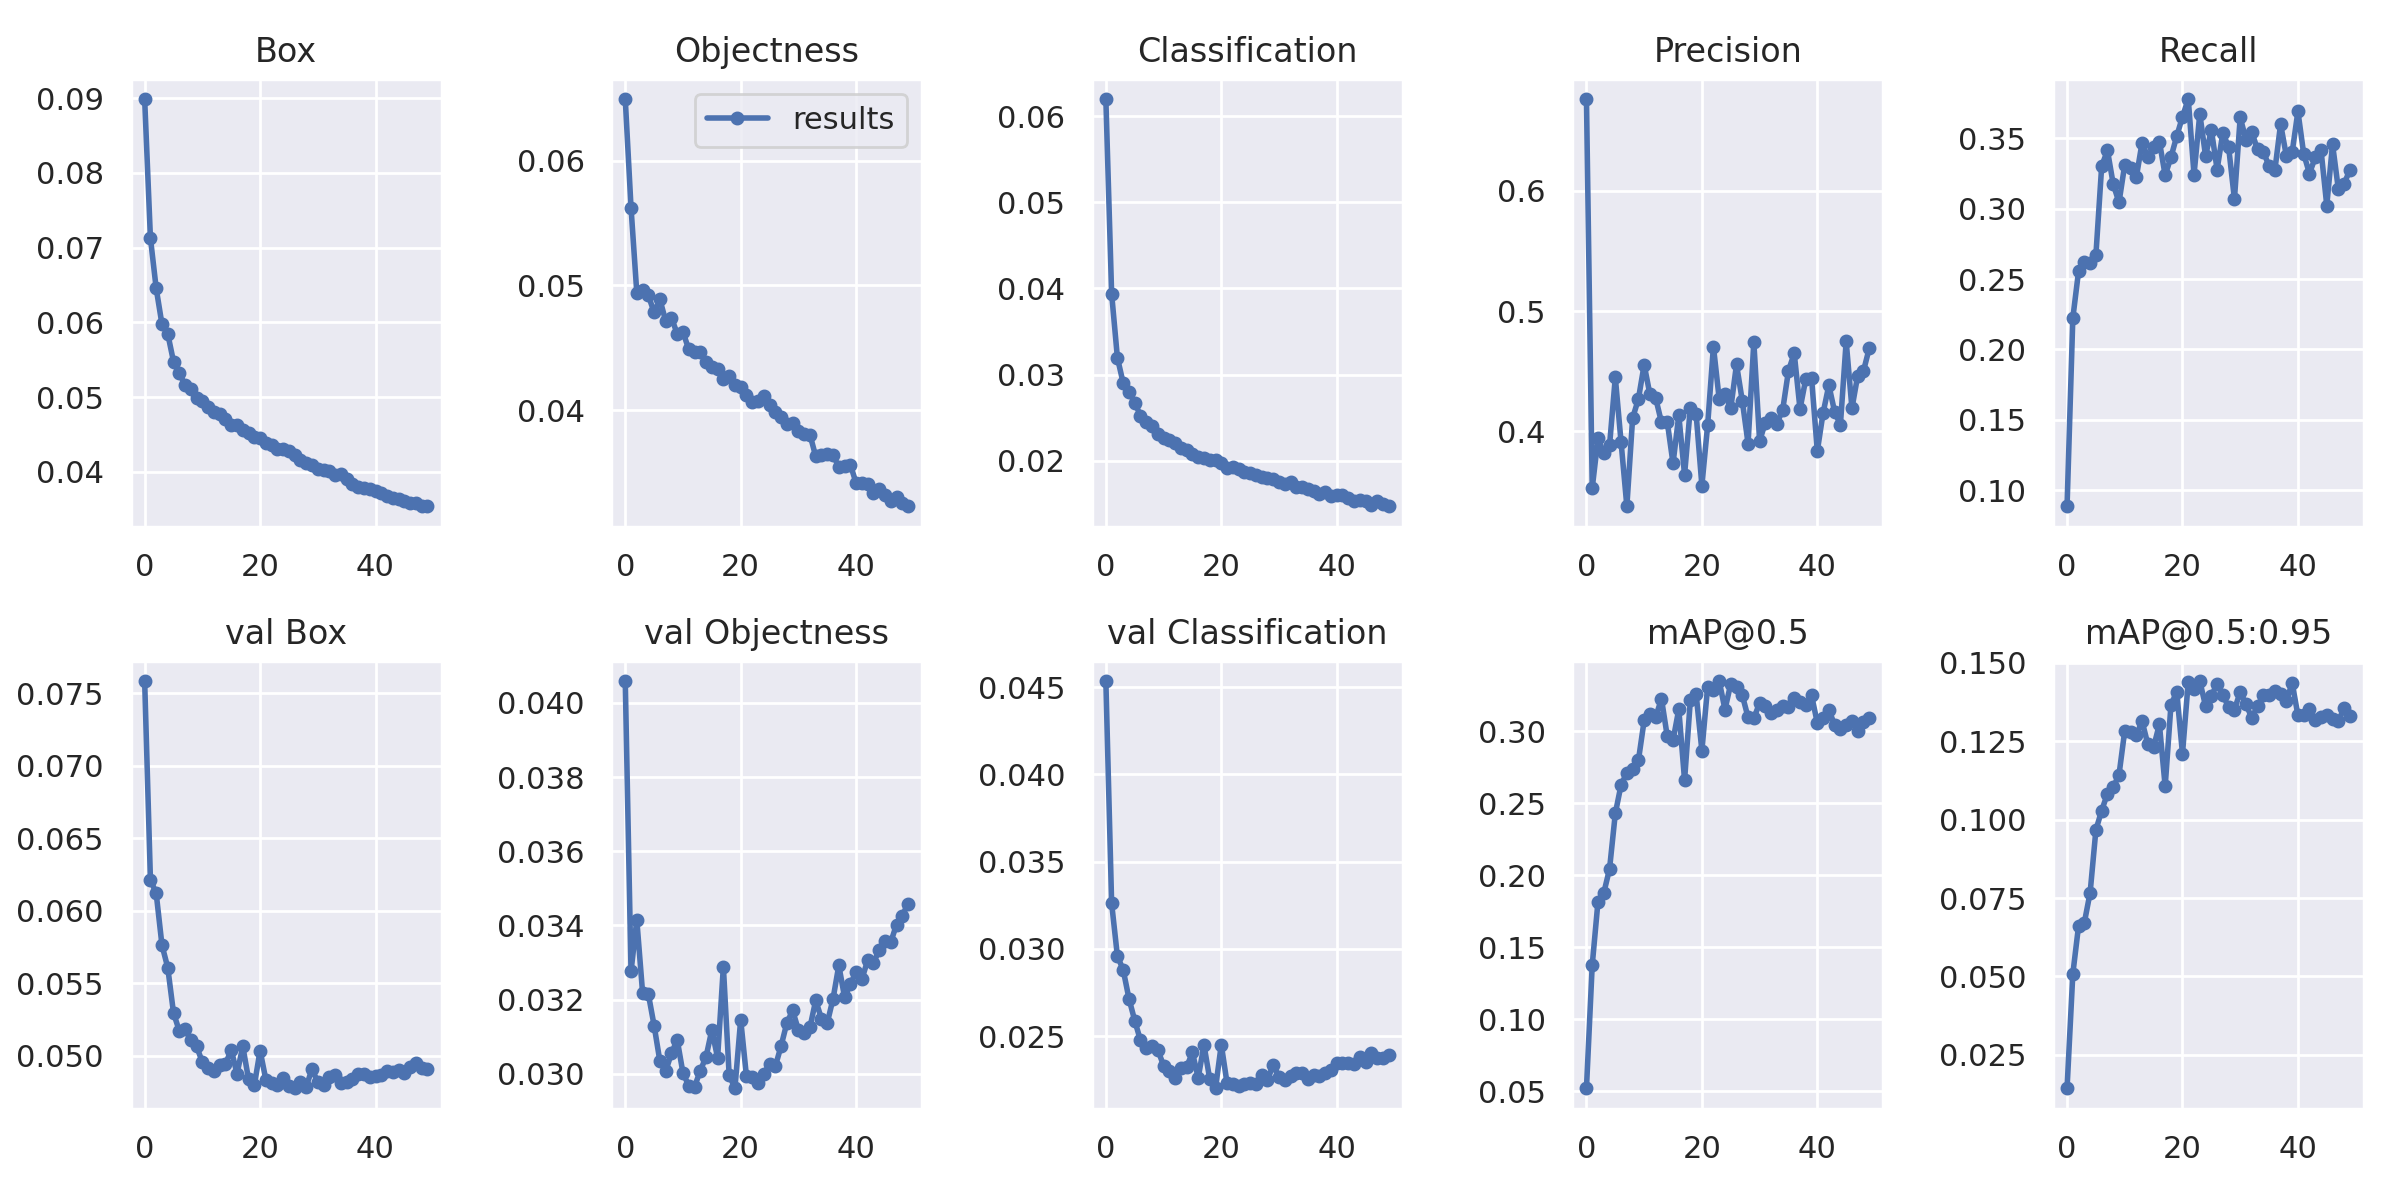 Box
Objectness
Classification
Precision
Recall
0.09
0.08
0.07
0.06
0.05
0.04
0 20 40
results
0.06
0.05
0.04
0 20 40
0.06
0.05
0.04
0.03
0.02
0 20 40
0.6
0.5
0.4
0 20 40
0.35
0.30
0.25
0.20
0.15
0.10
0 20 40
val Box
val Objectness
val Classification
mAP@0.5
mAP@0.5:0.95
0.075
0.070
0.065
0.060
0.055
0.050
0 20 40
0.040
0.038
0.036
0.034
0.032
0.030
0 20 40
0.045
0.040
0.035
0.030
0.025
0 20 40
0.30
0.25
0.20
0.15
0.10
0.05
0 20 40
0.150
0.125
0.100
0.075
0.050
0.025
0 20 40